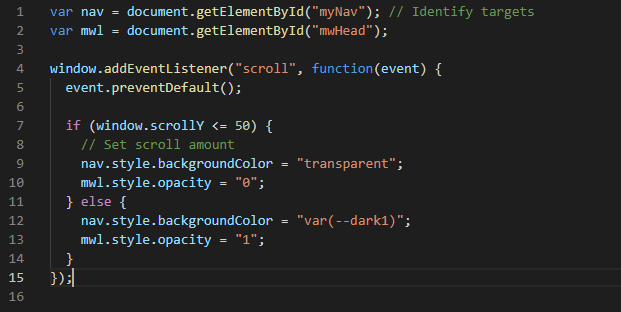 1 var nav = document.getElementById("myNav"); // Identify targets
2 var mwl = document.getElementById("mwHead");
3
4 window.addEventListener("scroll", function(event) {
5   event.preventDefault();
6
7   if (window.scrollY <= 50) {
8     // Set scroll amount
9     nav.style.backgroundColor = "transparent";
10     mwl.style.opacity = "0";
11   } else {
12     nav.style.backgroundColor = "var(--dark1)";
13     mwl.style.opacity = "1";
14   }
15 });
16